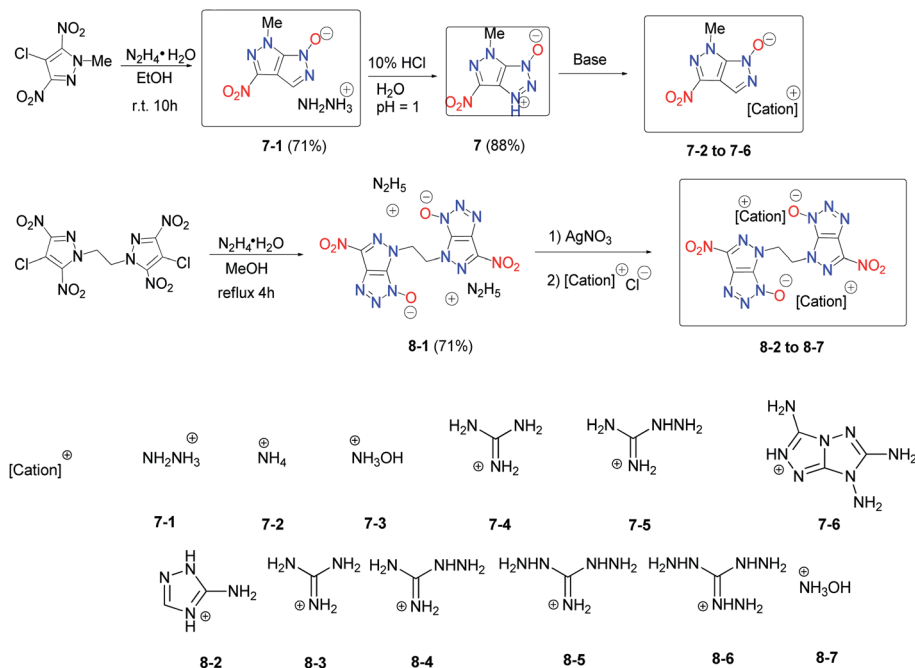 NO₂
Cl
N
N
Me
O₂N
N₂H₄•H₂O
EtOH
r.t. 10h
Me
O⊖
N
N
N
N
O₂N
NH₂NH₃⊕
7-1 (71%)
10% HCl
H₂O
pH = 1
Me
O⊖
N
N
N
N
O₂N
N
H⊕
7 (88%)
Base
Me
O⊖
N
N
N
N
O₂N
[Cation]⊕
7-2 to 7-6
O₂N
NO₂
Cl
N
N
N
N
Cl
NO₂
NO₂
N₂H₄•H₂O
MeOH
reflux 4h
N₂H₅⊕
⊖O
N
N
N
O₂N
N
N
N
N
NO₂
N
N
N
O⊖
N₂H₅⊕
8-1 (71%)
1) AgNO₃
2) [Cation]⊕Cl⊖
[Cation]⊕
⊖O
N
N
N
O₂N
N
N
N
N
NO₂
N
N
N
O⊖
[Cation]⊕
8-2 to 8-7
[Cation]⊕
NH₂NH₃⊕
7-1
NH₄⊕
7-2
NH₃OH⊕
7-3
H₂N
NH₂
⊕NH₂
7-4
H₂N
NHNH₂
⊕NH₂
7-5
H₂N
N
N
HN⊕
N
N
NH₂
NH₂
7-6
H
N
N
NH₂
N⊕
H
8-2
H₂N
NH₂
⊕NH₂
8-3
H₂N
NHNH₂
⊕NH₂
8-4
H₂NHN
NHNH₂
⊕NH₂
8-5
H₂NHN
NHNH₂
⊕NHNH₂
8-6
⊕NH₃OH
8-7